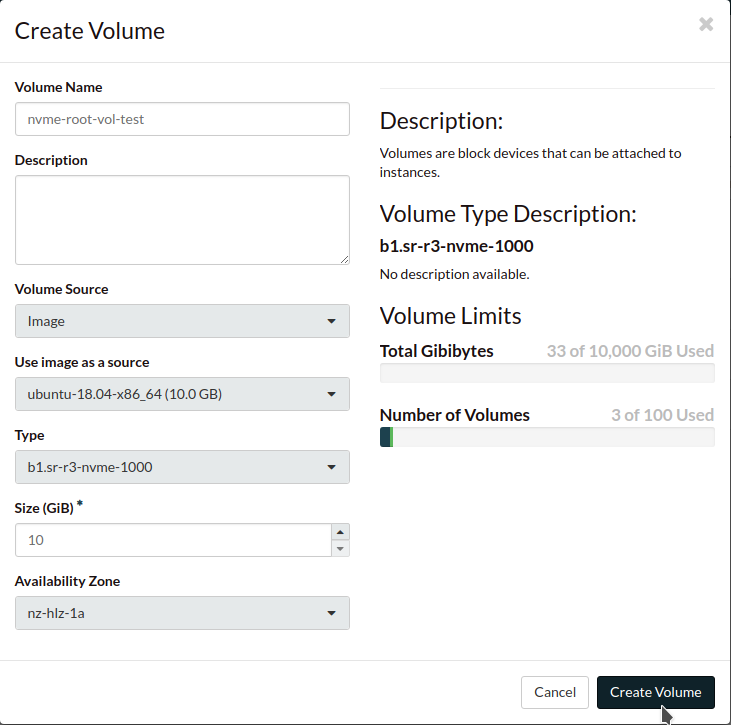 Create Volume
Volume Name
nvme-root-vol-test
Description
Volume Source
Image
Use image as a source
ubuntu-18.04-x86_64 (10.0 GB)
Type
b1.sr-r3-nvme-1000
Size (GiB) *
10
Availability Zone
nz-hlz-1a
Description:
Volumes are block devices that can be attached to
instances.
Volume Type Description:
b1.sr-r3-nvme-1000
No description available.
Volume Limits
Total Gibibytes 33 of 10,000 GiB Used
Number of Volumes 3 of 100 Used
Cancel Create Volume